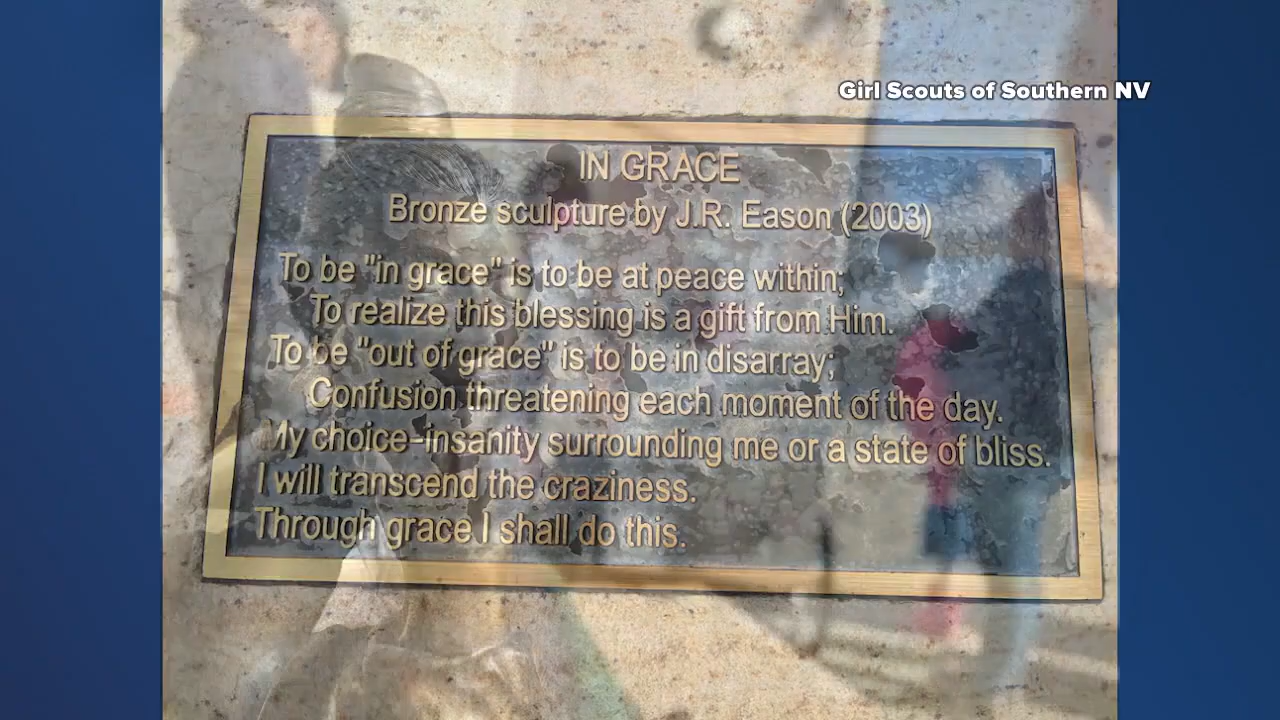 Girl Scouts of Southern NV
IN GRACE
Bronze sculpture by J.R. Eason (2003)
To be "in grace" is to be at peace within;
To realize this blessing is a gift from Him.
To be "out of grace" is to be in disarray;
Confusion threatening each moment of the day.
My choice-insanity surrounding me or a state of bliss.
I will transcend the craziness.
Through grace I shall do this.